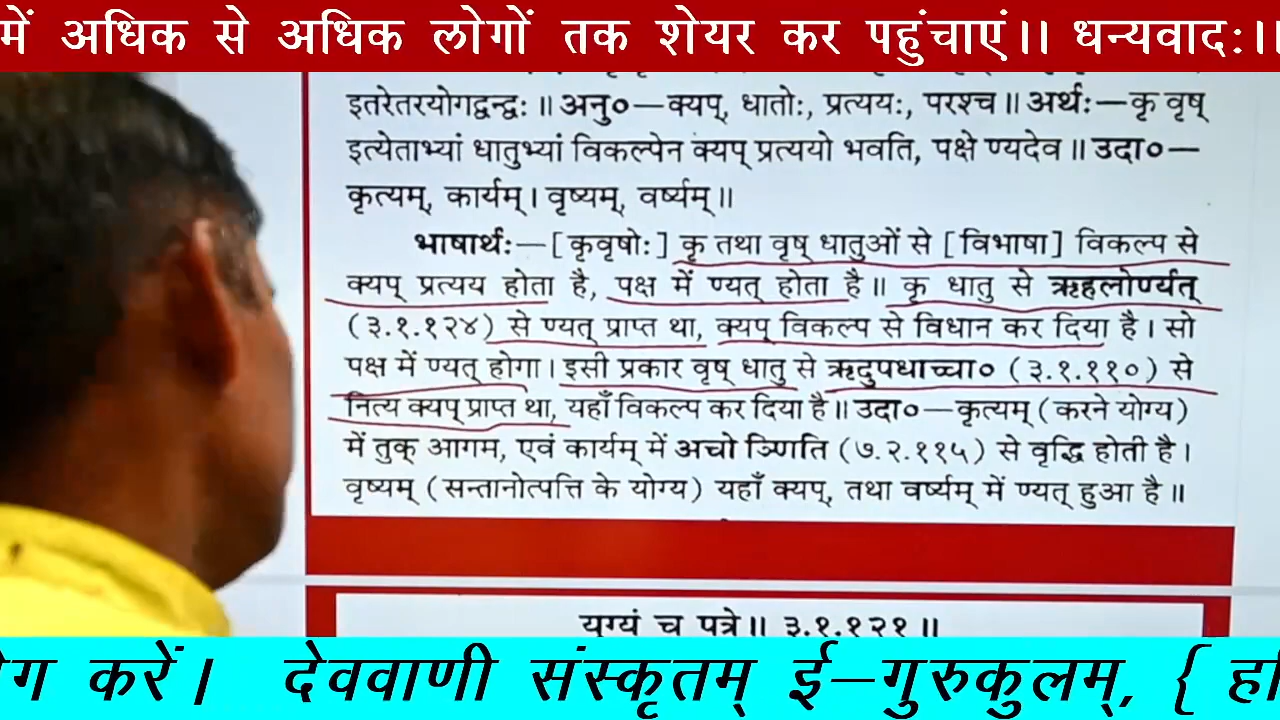 में अधिक से अधिक लोगों तक शेयर कर पहुंचाएं।। धन्यवादः।।
इतरेतरयोगद्वन्द्वः॥ अनु०—क्यप्, धातोः, प्रत्ययः, परश्च॥ अर्थः—कृ वृष्
इत्येताभ्यां धातुभ्यां विकल्पेन क्यप् प्रत्ययो भवति, पक्षे ण्यदेव॥ उदा०—
कृत्यम्, कार्यम्। वृष्यम्, वर्ष्यम्॥
भाषार्थः—[कृवृषोः] कृ तथा वृष् धातुओं से [विभाषा] विकल्प से
क्यप् प्रत्यय होता है, पक्ष में ण्यत् होता है॥ कृ धातु से ऋहलोर्ण्यत्
(३.१.१२४) से ण्यत् प्राप्त था, क्यप् विकल्प से विधान कर दिया है। सो
पक्ष में ण्यत् होगा। इसी प्रकार वृष् धातु से ऋदुपधाच्चा० (३.१.११०) से
नित्य क्यप् प्राप्त था, यहाँ विकल्प कर दिया है॥ उदा०—कृत्यम् (करने योग्य)
में तुक् आगम, एवं कार्यम् में अचो ञ्णिति (७.२.११५) से वृद्धि होती है।
वृष्यम् (सन्तानोत्पत्ति के योग्य) यहाँ क्यप्, तथा वर्ष्यम् में ण्यत् हुआ है॥
युग्यं च पत्रे॥ ३.१.१२१॥
करें। देववाणी संस्कृतम् ई–गुरुकुलम्, {